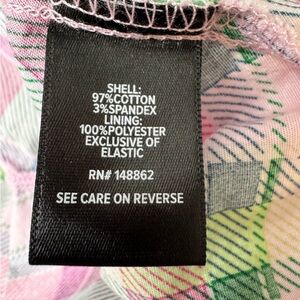 SHELL:
97%COTTON
3%SPANDEX
LINING:
100%POLYESTER
EXCLUSIVE OF
ELASTIC
RN# 148862
SEE CARE ON REVERSE